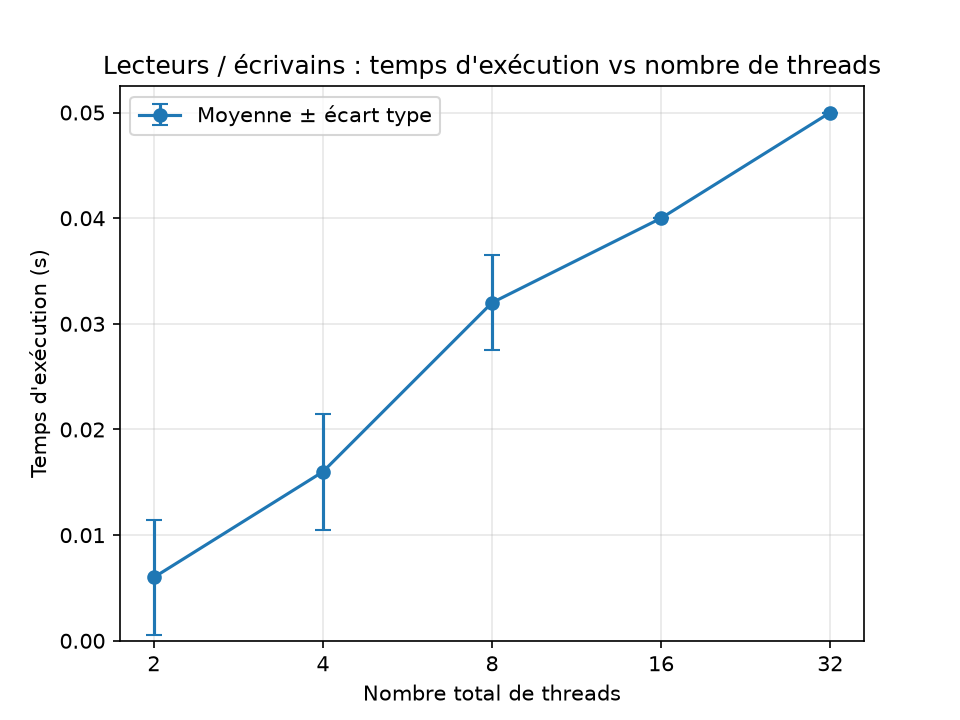 Lecteurs / écrivains : temps d'exécution vs nombre de threads
Moyenne ± écart type
0.05
0.04
0.03
0.02
0.01
0.00
Temps d'exécution (s)
2 4 8 16 32
Nombre total de threads